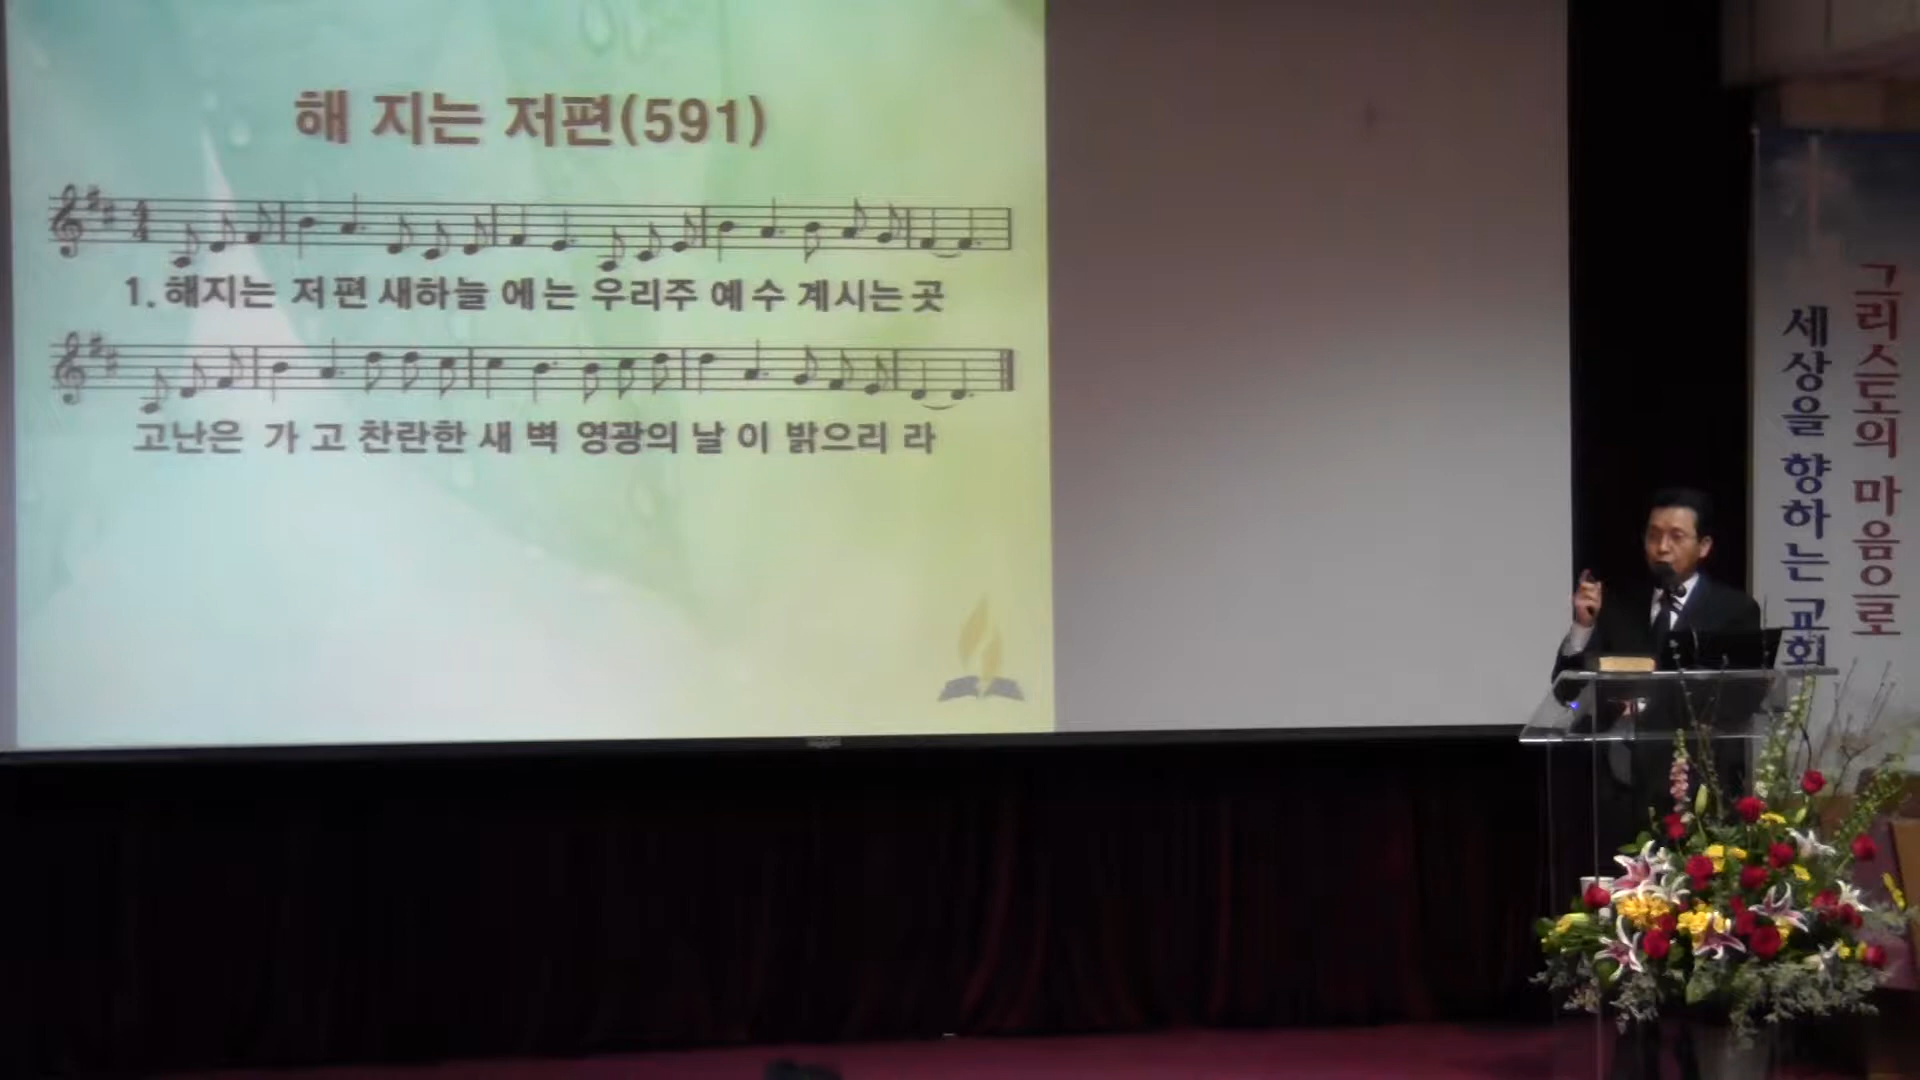 해 지는 저편(591)
1. 해지는 저편 새하늘 에는 우리주 예수 계시는 곳
고난은 가고 찬란한 새벽 영광의 날이 밝으리라
그리스도의 마음으로
세상을 향하는 교회